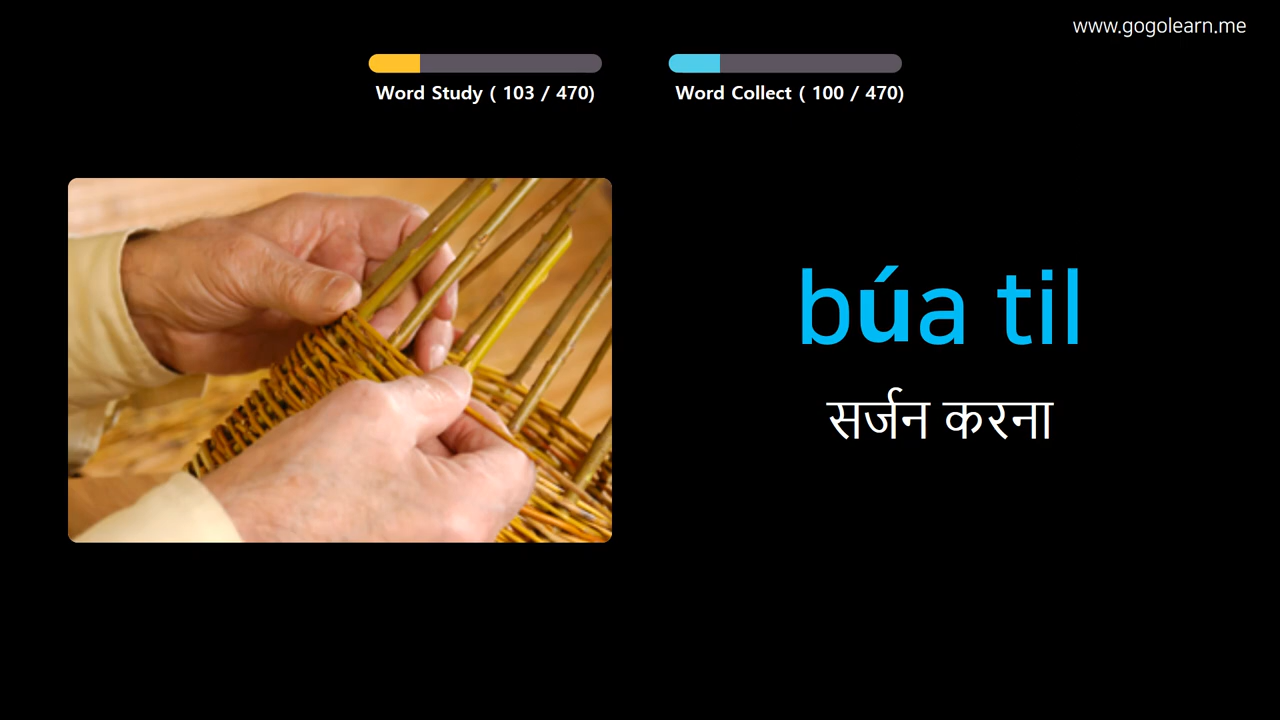 www.gogolearn.me
Word Study ( 103 / 470)
Word Collect ( 100 / 470)
búa til
सर्जन करना